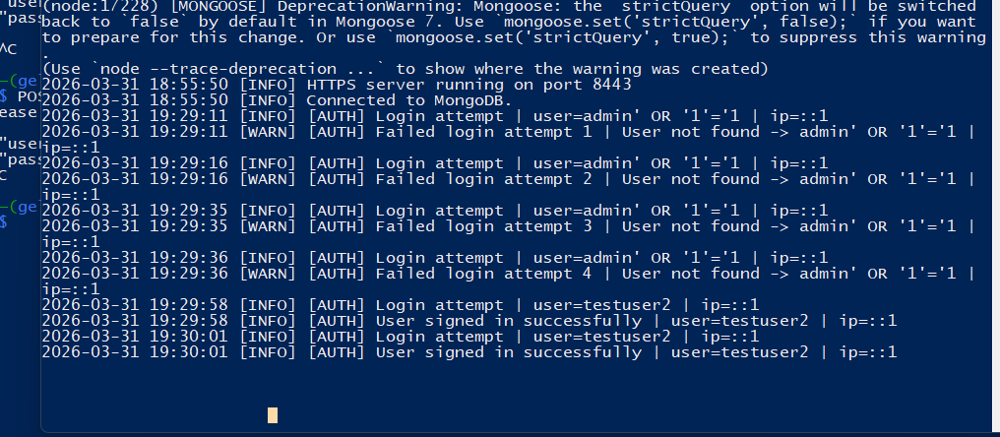 (node:17228) [MONGOOSE] DeprecationWarning: Mongoose: the `strictQuery` option will be switched
back to `false` by default in Mongoose 7. Use `mongoose.set('strictQuery', false);` if you want
to prepare for this change. Or use `mongoose.set('strictQuery', true);` to suppress this warning
.
(Use `node --trace-deprecation ...` to show where the warning was created)
2026-03-31 18:55:50 [INFO] HTTPS server running on port 8443
2026-03-31 18:55:50 [INFO] Connected to MongoDB.
2026-03-31 19:29:11 [INFO] [AUTH] Login attempt | user=admin' OR '1'='1 | ip=::1
2026-03-31 19:29:11 [WARN] [AUTH] Failed login attempt 1 | User not found -> admin' OR '1'='1 |
ip=::1
2026-03-31 19:29:16 [INFO] [AUTH] Login attempt | user=admin' OR '1'='1 | ip=::1
2026-03-31 19:29:16 [WARN] [AUTH] Failed login attempt 2 | User not found -> admin' OR '1'='1 |
ip=::1
2026-03-31 19:29:35 [INFO] [AUTH] Login attempt | user=admin' OR '1'='1 | ip=::1
2026-03-31 19:29:35 [WARN] [AUTH] Failed login attempt 3 | User not found -> admin' OR '1'='1 |
ip=::1
2026-03-31 19:29:36 [INFO] [AUTH] Login attempt | user=admin' OR '1'='1 | ip=::1
2026-03-31 19:29:36 [WARN] [AUTH] Failed login attempt 4 | User not found -> admin' OR '1'='1 |
ip=::1
2026-03-31 19:29:58 [INFO] [AUTH] Login attempt | user=testuser2 | ip=::1
2026-03-31 19:29:58 [INFO] [AUTH] User signed in successfully | user=testuser2 | ip=::1
2026-03-31 19:30:01 [INFO] [AUTH] Login attempt | user=testuser2 | ip=::1
2026-03-31 19:30:01 [INFO] [AUTH] User signed in successfully | user=testuser2 | ip=::1
"pas
^C
-(ge
$ POS
ease
"user
"pass
C
-(ge
$